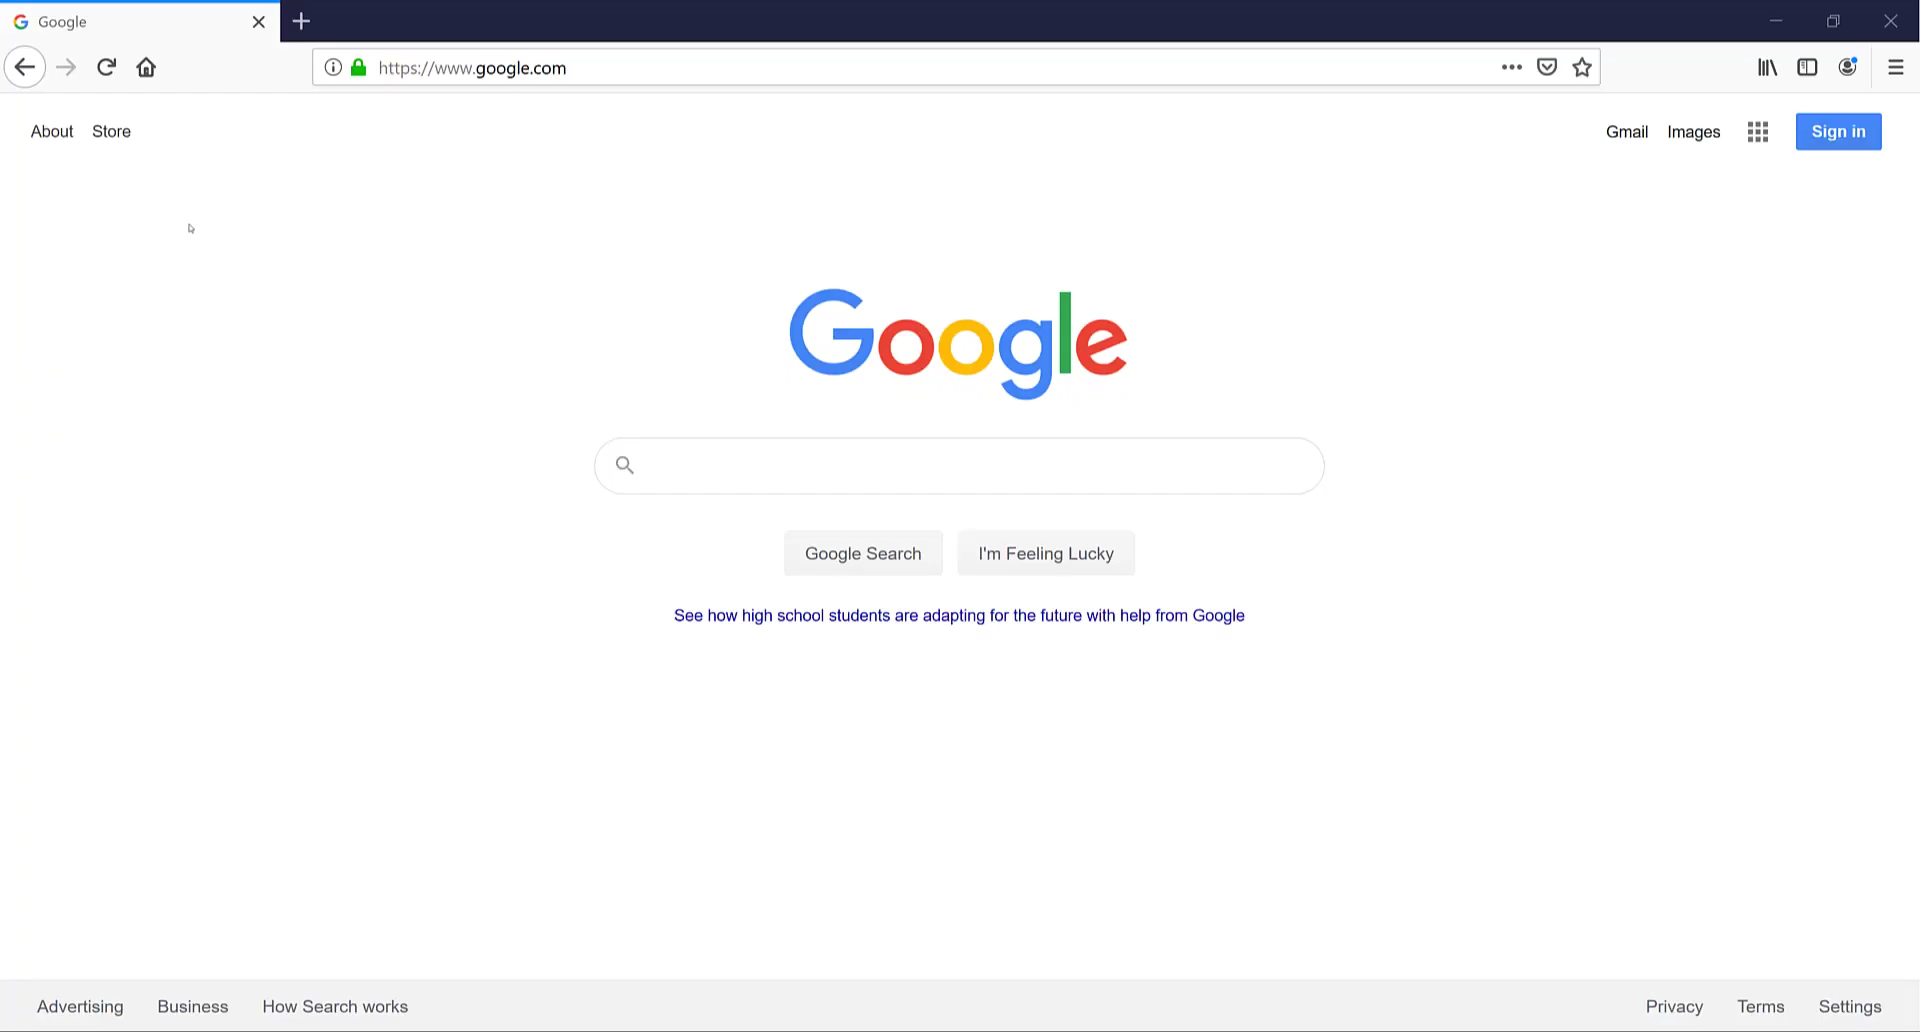 Google
https://www.google.com
About Store
Gmail Images Sign in
Google
Google Search I'm Feeling Lucky
See how high school students are adapting for the future with help from Google
Advertising Business How Search works
Privacy Terms Settings